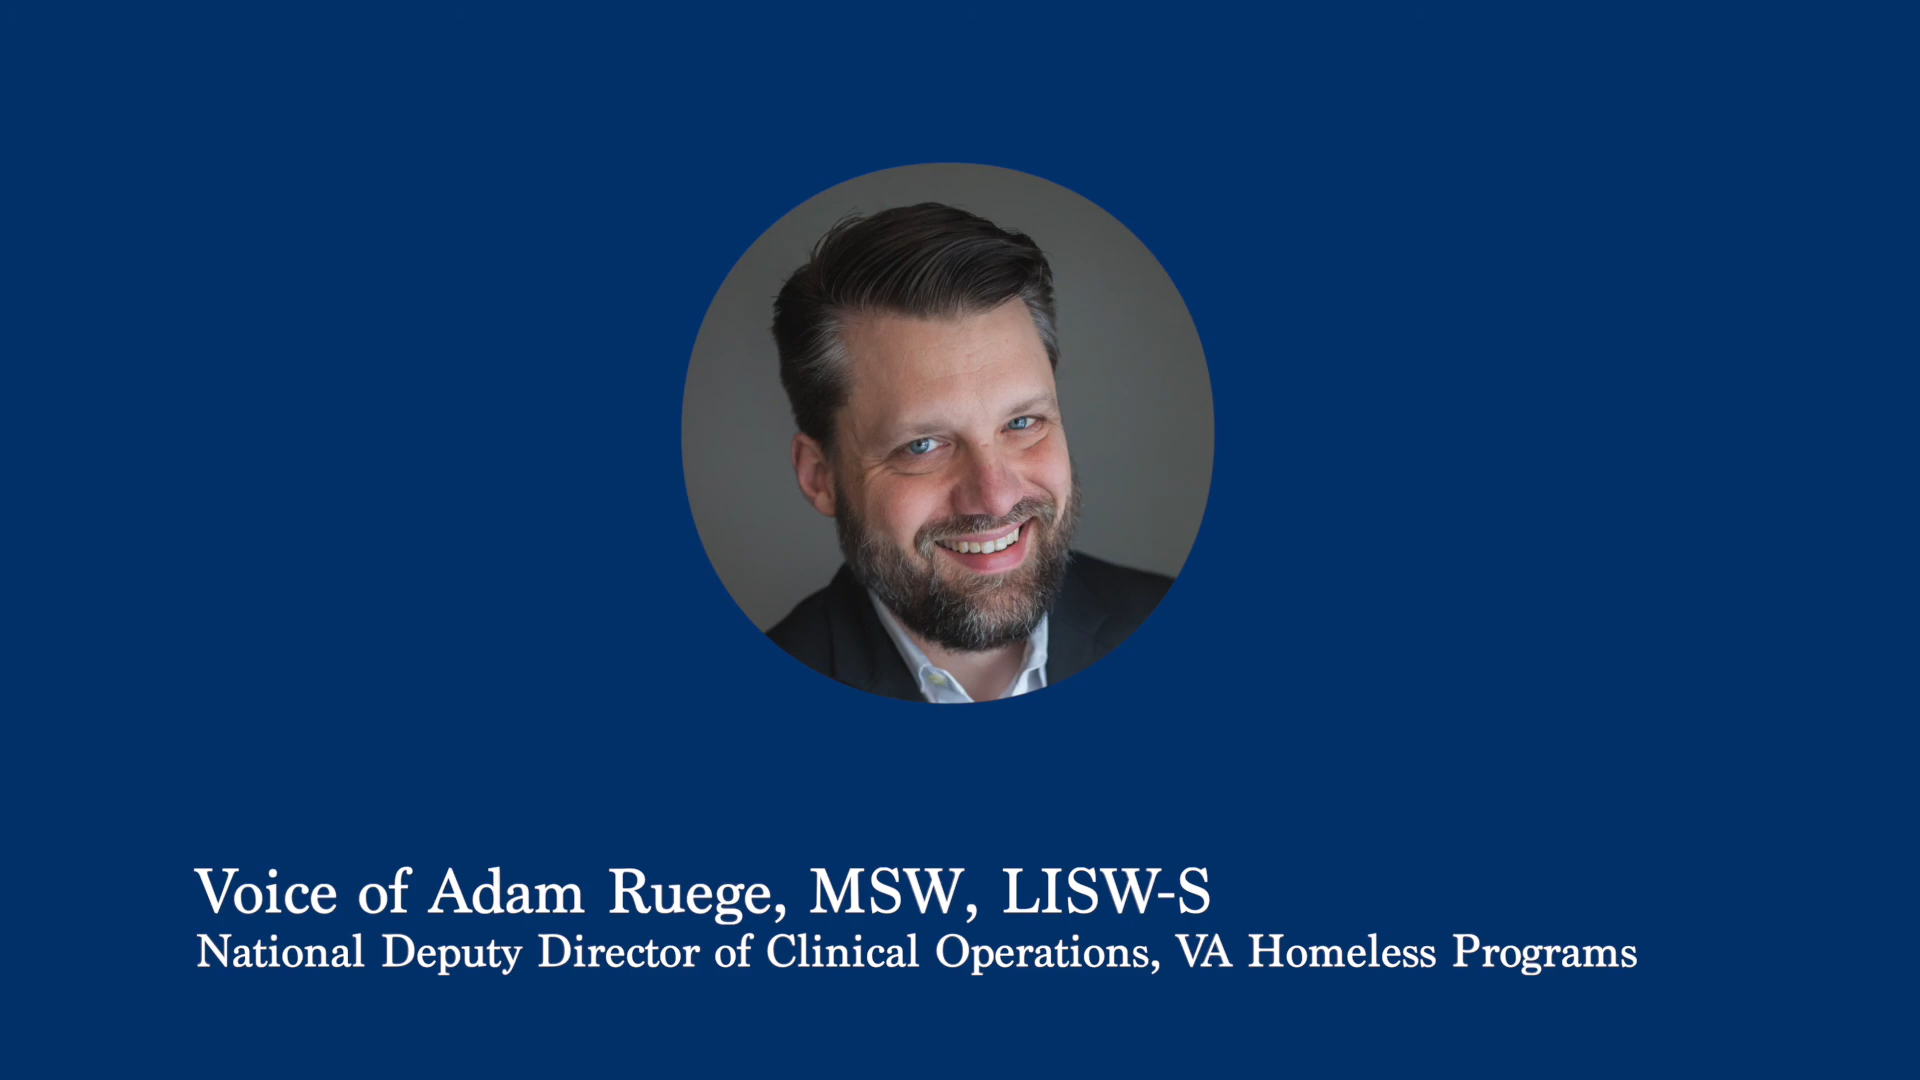 Voice of Adam Ruege, MSW, LISW-S
National Deputy Director of Clinical Operations, VA Homeless Programs